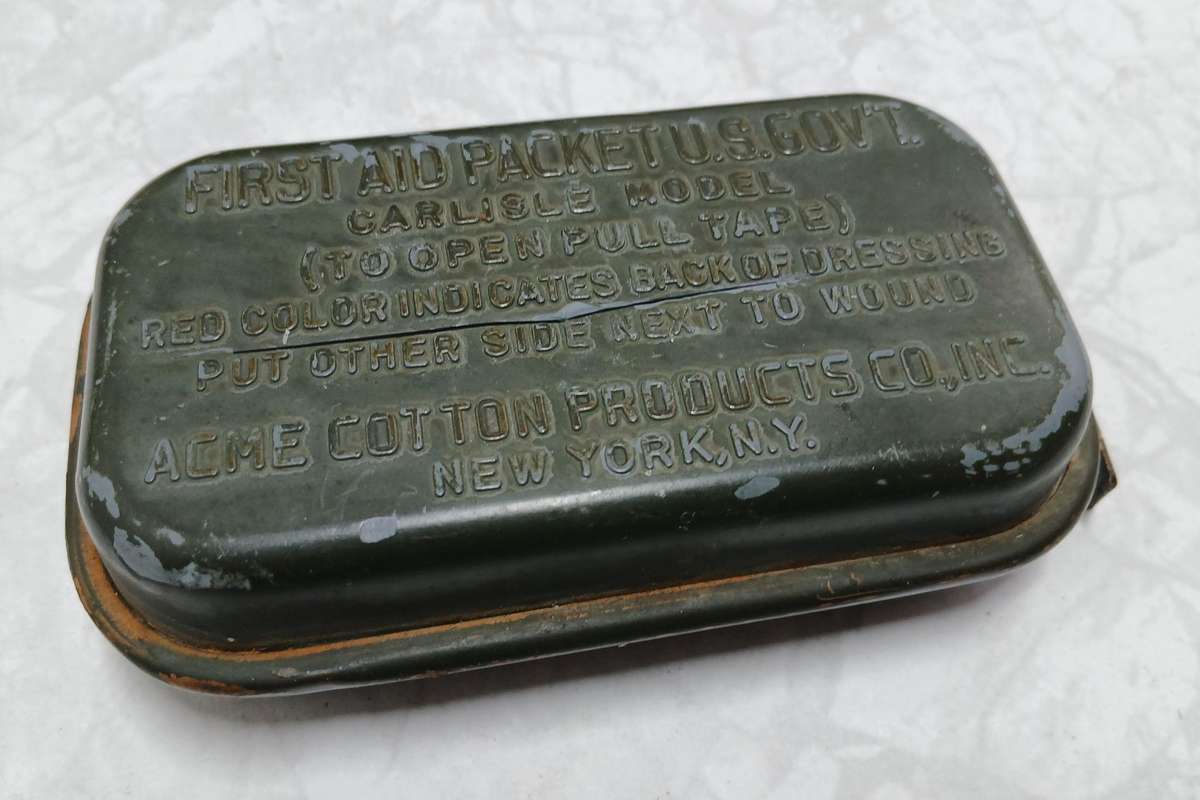 FIRST AID PACKET U.S. GOV'T.
CARLISLE MODEL
(TO OPEN PULL TAPE)
RED COLOR INDICATES BACK OF DRESSING
PUT OTHER SIDE NEXT TO WOUND
ACME COTTON PRODUCTS CO., INC.
NEW YORK, N.Y.